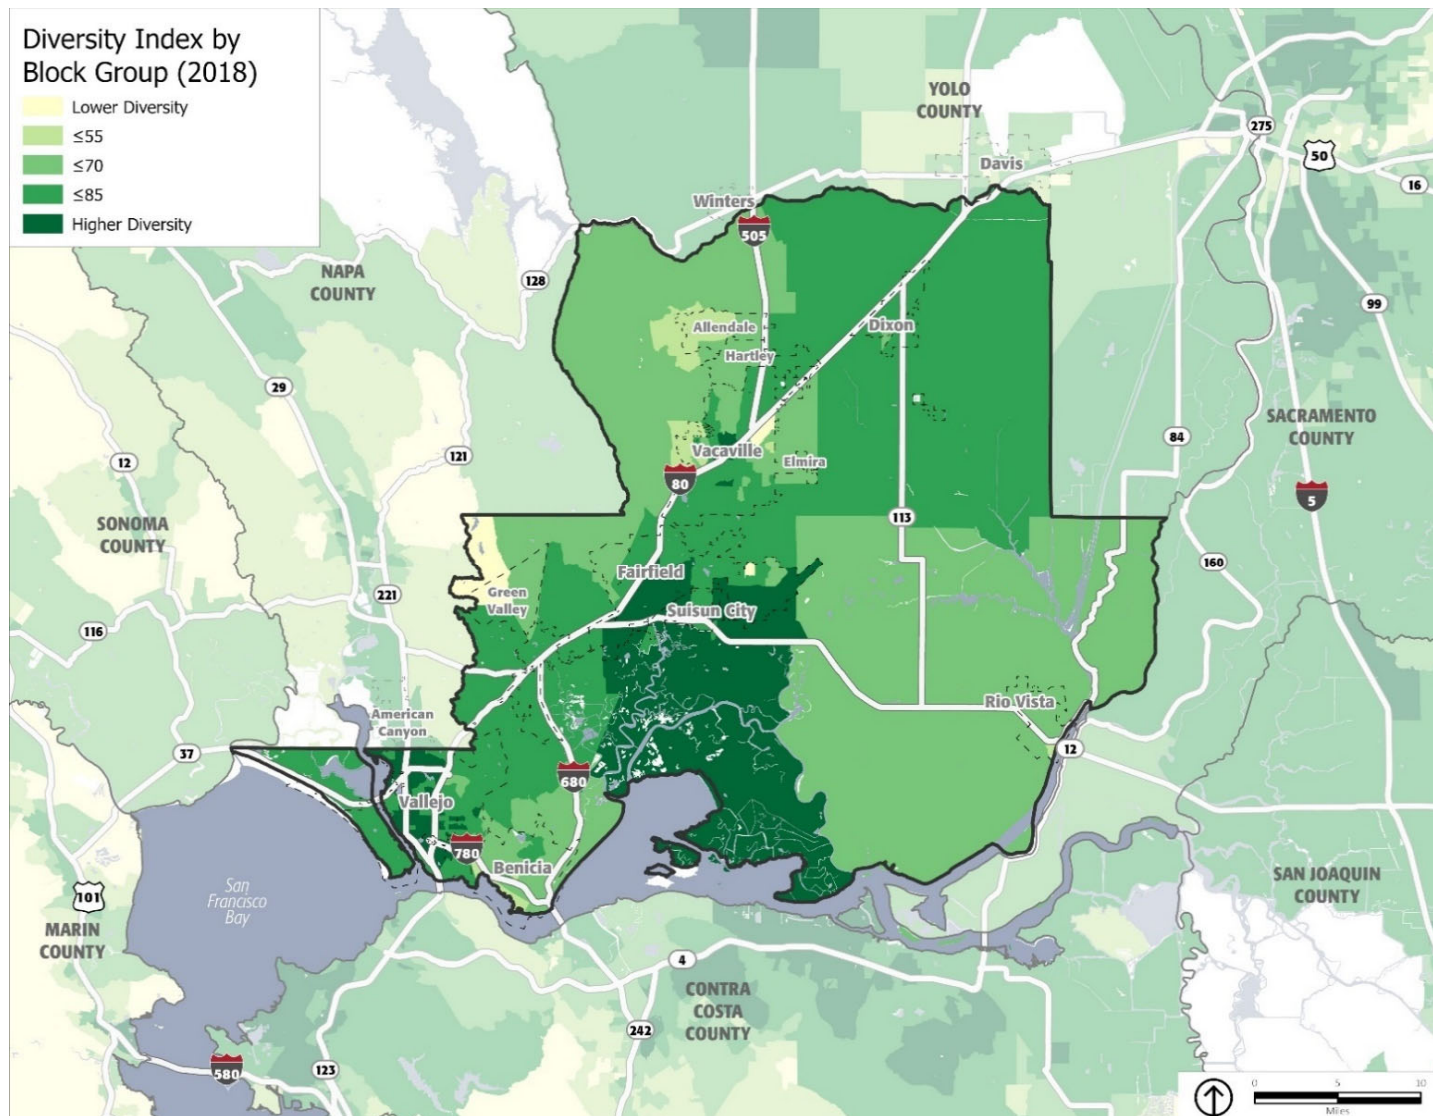 Diversity Index by
Block Group (2018)
Lower Diversity
≤55
≤70
≤85
Higher Diversity
YOLO
COUNTY
275
50
Davis
16
Winters
505
NAPA
COUNTY
128
99
Allendale
Dixon
Hartley
29
SACRAMENTO
COUNTY
84
121
12
Vacaville
Elmira
80
5
SONOMA
COUNTY
113
160
Fairfield
Green
Valley
221
Suisun City
116
Rio Vista
American
Canyon
37
12
680
Vallejo
780
Benicia
San
Francisco
Bay
101
MARIN
COUNTY
SAN JOAQUIN
COUNTY
4
CONTRA
COSTA
COUNTY
242
580
123
0 5 10
Miles